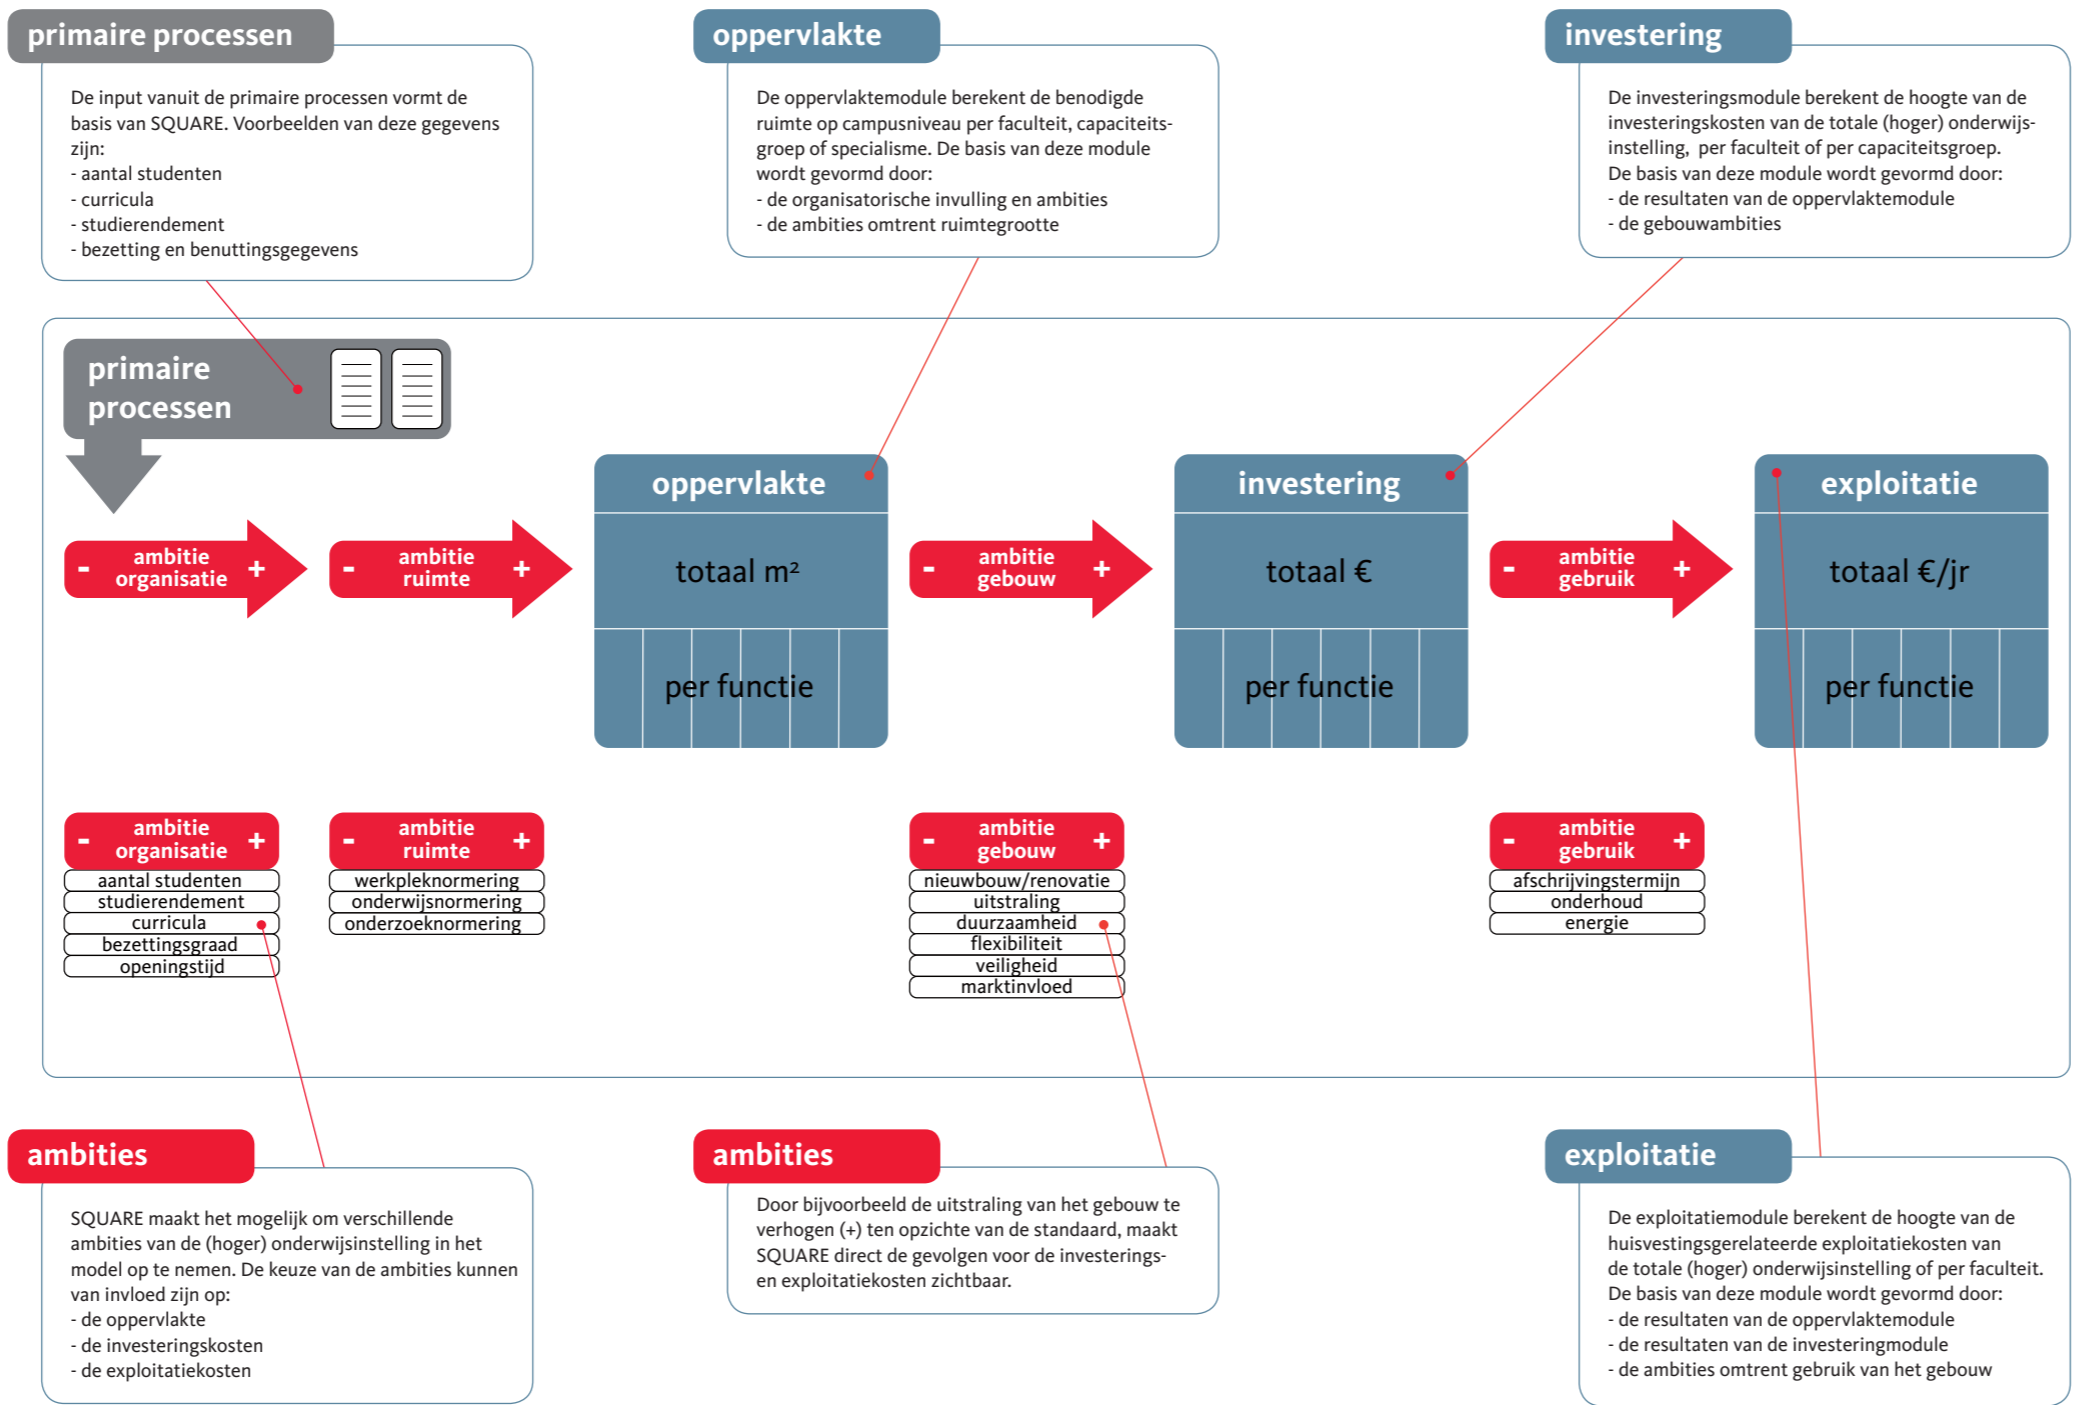 primaire processen
De input vanuit de primaire processen vormt de
basis van SQUARE. Voorbeelden van deze gegevens
zijn:
- aantal studenten
- curricula
- studierendement
- bezetting en benuttingsgegevens
oppervlakte
De oppervlaktemodule berekent de benodigde
ruimte op campusniveau per faculteit, capaciteits-
groep of specialisme. De basis van deze module
wordt gevormd door:
- de organisatorische invulling en ambities
- de ambities omtrent ruimtegrootte
investering
De investeringsmodule berekent de hoogte van de
investeringskosten van de totale (hoger) onderwijs-
instelling, per faculteit of per capaciteitsgroep.
De basis van deze module wordt gevormd door:
- de resultaten van de oppervlaktemodule
- de gebouwambities
primaire
processen
- ambitie organisatie +
- ambitie ruimte +
oppervlakte
totaal m²
per functie
- ambitie gebouw +
investering
totaal €
per functie
- ambitie gebruik +
exploitatie
totaal €/jr
per functie
- ambitie organisatie +
aantal studenten
studierendement
curricula
bezettingsgraad
openingstijd
- ambitie ruimte +
werkpleknormering
onderwijsnormering
onderzoeknormering
- ambitie gebouw +
nieuwbouw/renovatie
uitstraling
duurzaamheid
flexibiliteit
veiligheid
marktinvloed
- ambitie gebruik +
afschrijvingstermijn
onderhoud
energie
ambities
SQUARE maakt het mogelijk om verschillende
ambities van de (hoger) onderwijsinstelling in het
model op te nemen. De keuze van de ambities kunnen
van invloed zijn op:
- de oppervlakte
- de investeringskosten
- de exploitatiekosten
ambities
Door bijvoorbeeld de uitstraling van het gebouw te
verhogen (+) ten opzichte van de standaard, maakt
SQUARE direct de gevolgen voor de investerings-
en exploitatiekosten zichtbaar.
exploitatie
De exploitatiemodule berekent de hoogte van de
huisvestingsgerelateerde exploitatiekosten van
de totale (hoger) onderwijsinstelling of per faculteit.
De basis van deze module wordt gevormd door:
- de resultaten van de oppervlaktemodule
- de resultaten van de investeringmodule
- de ambities omtrent gebruik van het gebouw